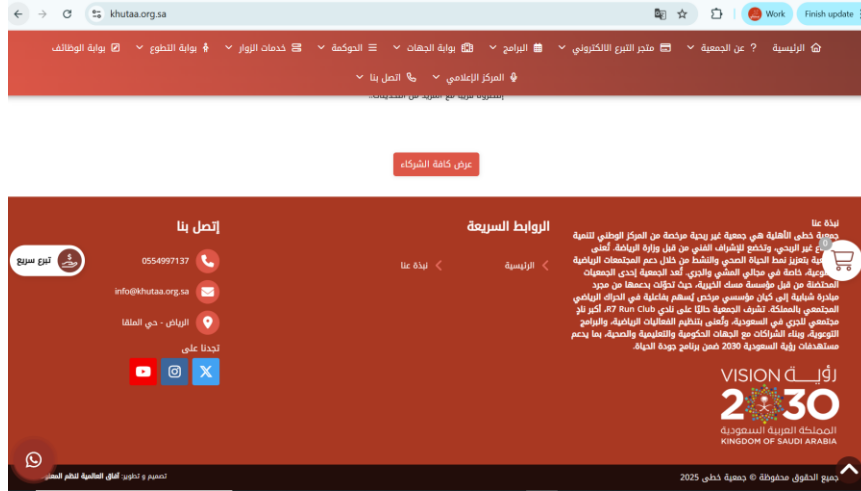 khutaa.org.sa
Work
Finish update
الرئيسية
? عن الجمعية
متجر التبرع الالكتروني
البرامج
بوابة الجهات
الحوكمة
خدمات الزوار
بوابة التطوع
بوابة الوظائف
المركز الإعلامي
اتصل بنا
عرض كافة الشركاء
نبذة عنا
جمعية خطى الأهلية هي جمعية غير ربحية مرخصة من المركز الوطني لتنمية
غير الربحي، وتخضع للإشراف الفني من قبل وزارة الرياضة. تُعنى
بتعزيز نمط الحياة الصحي والنشط من خلال دعم المجتمعات الرياضية
خاصة في مجالي المشي والجري. تُعد الجمعية إحدى الجمعيات
المحتضنة من قبل مؤسسة مسك الخيرية، حيث تحوّلت بدعمها من مجرد
مبادرة شبابية إلى كيان مؤسسي مرخص يُسهم بفاعلية في الحراك الرياضي
المجتمعي بالمملكة. تشرف الجمعية حاليًا على نادي R7 Run Club، أكبر نادٍ
مجتمعي للجري في السعودية، وتُعنى بتنظيم الفعاليات الرياضية، والبرامج
التوعوية، وبناء الشراكات مع الجهات الحكومية والتعليمية والصحية، بما يدعم
مستهدفات رؤية السعودية 2030 ضمن برنامج جودة الحياة.
VISION رؤيــة
2030
المملكة العربية السعودية
KINGDOM OF SAUDI ARABIA
الروابط السريعة
الرئيسية
نبذة عنا
إتصل بنا
0554997137
info@khutaa.org.sa
الرياض - حي الملقا
تجدنا على
تبرع سريع
0
جميع الحقوق محفوظة © جمعية خطى 2025
تصميم و تطوير: آفاق العالمية لنظم